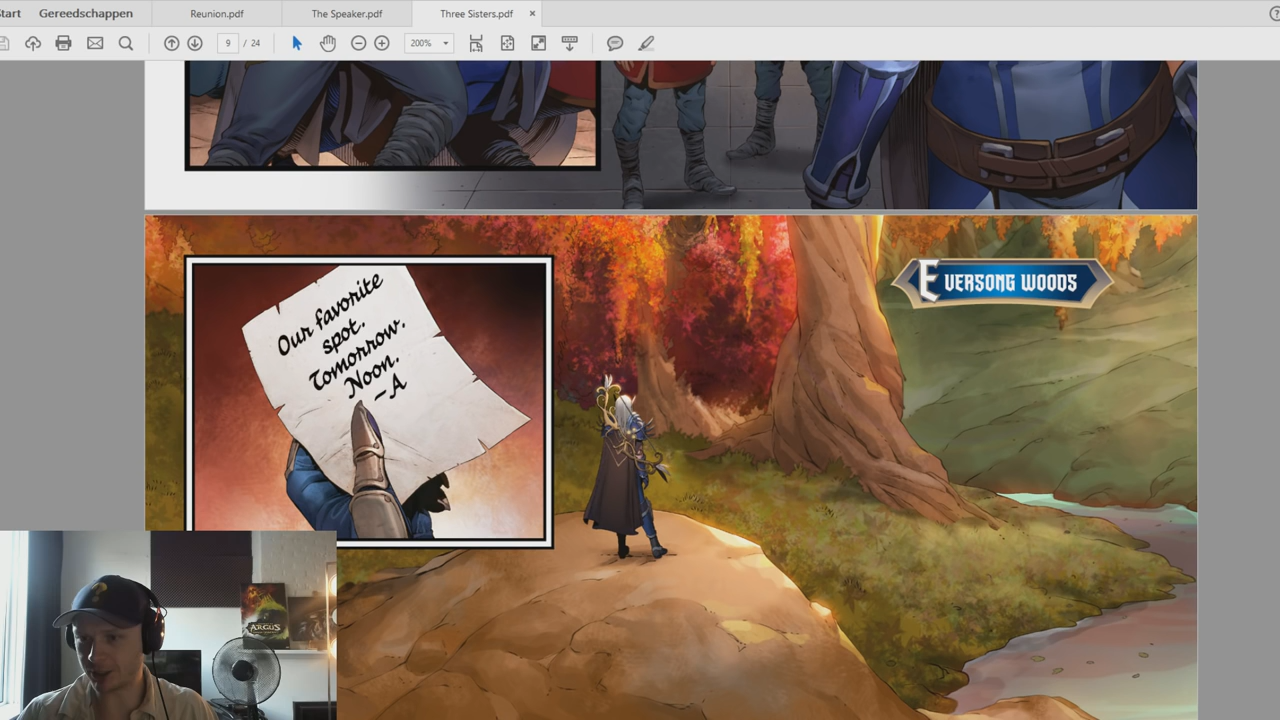 tart Gereedschappen Reunion.pdf The Speaker.pdf Three Sisters.pdf ×
9 / 24 200%
EVERSONG WOODS
Our favorite
spot.
Tomorrow.
Noon.
–A
ARGUS